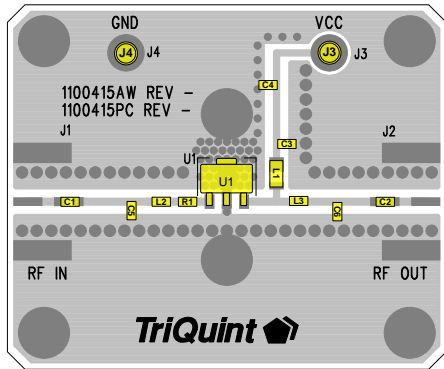 GND
VCC
J4
J4
J3
J3
1100415AW REV -
1100415PC REV -
C4
J1
J2
C3
U1
U1
L1
C1
C5
L2
R1
L3
C6
C2
RF IN
RF OUT
TriQuint